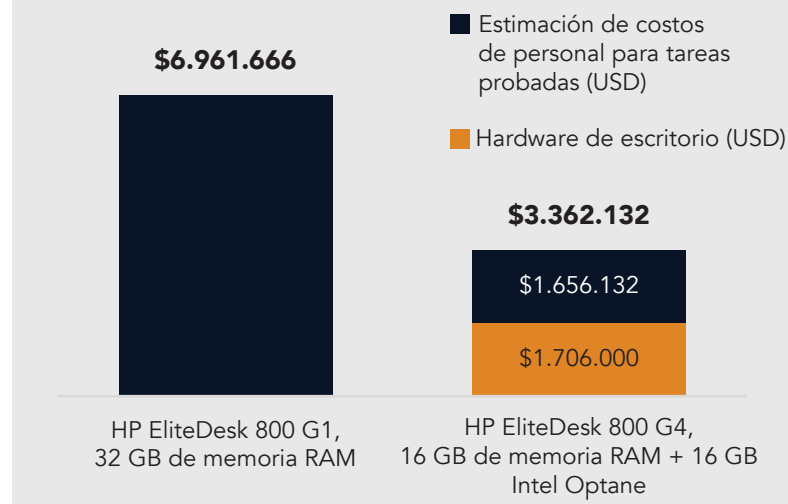 Estimación de costos
de personal para tareas
probadas (USD)
Hardware de escritorio (USD)
$6.961.666
$3.362.132
$1.656.132
$1.706.000
HP EliteDesk 800 G1,
32 GB de memoria RAM
HP EliteDesk 800 G4,
16 GB de memoria RAM + 16 GB
Intel Optane